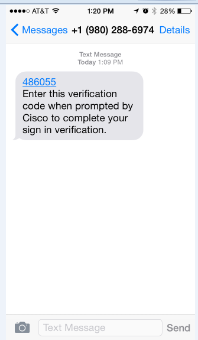 AT&T 1:20 PM 28%
Messages +1 (980) 288-6974 Details
Text Message
Today 1:09 PM
486055
Enter this verification
code when prompted by
Cisco to complete your
sign in verification.
Text Message Send